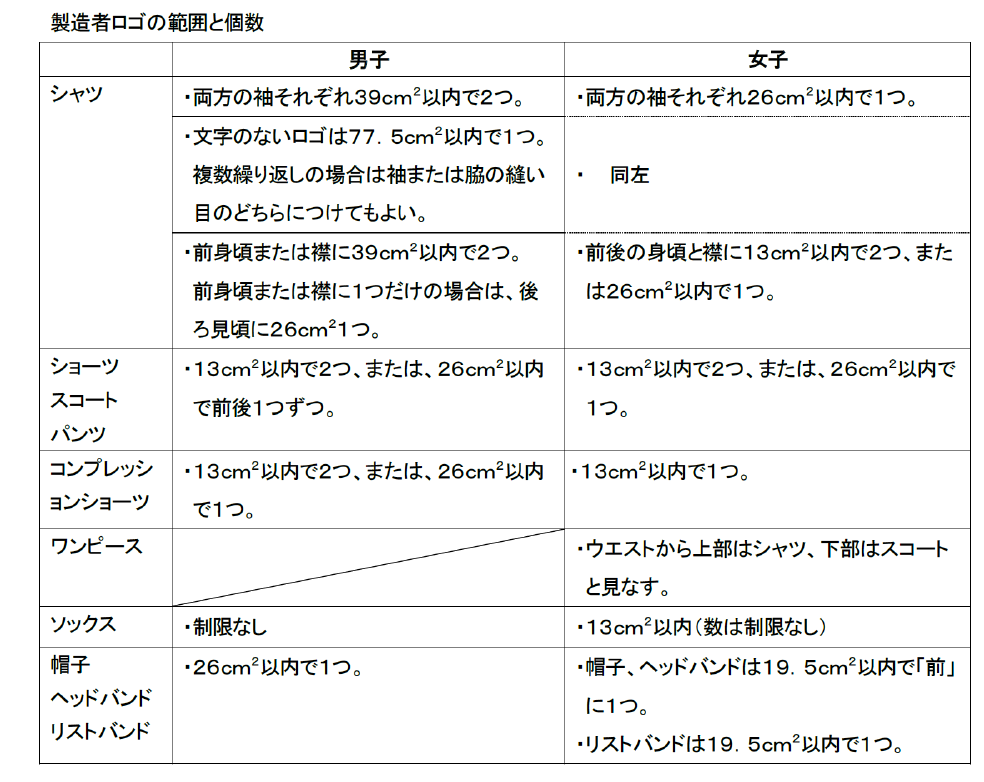 製造者ロゴの範囲と個数
男子
女子
シャツ
・両方の袖それぞれ39cm²以内で2つ。
・両方の袖それぞれ26cm²以内で1つ。
・文字のないロゴは77．5cm²以内で1つ。
複数繰り返しの場合は袖または脇の縫い
目のどちらにつけてもよい。
・　同左
・前身頃または襟に39cm²以内で2つ。
前身頃または襟に1つだけの場合は、後
ろ見頃に26cm²1つ。
・前後の身頃と襟に13cm²以内で2つ、また
は26cm²以内で1つ。
ショーツ
スコート
パンツ
・13cm²以内で2つ、または、26cm²以内
で前後1つずつ。
・13cm²以内で2つ、または、26cm²以内で
1つ。
コンプレッシ
ョンショーツ
・13cm²以内で2つ、または、26cm²以内
で1つ。
・13cm²以内で1つ。
ワンピース
・ウエストから上部はシャツ、下部はスコート
と見なす。
ソックス
・制限なし
・13cm²以内（数は制限なし）
帽子
ヘッドバンド
リストバンド
・26cm²以内で1つ。
・帽子、ヘッドバンドは19．5cm²以内で「前」
に1つ。
・リストバンドは19．5cm²以内で1つ。